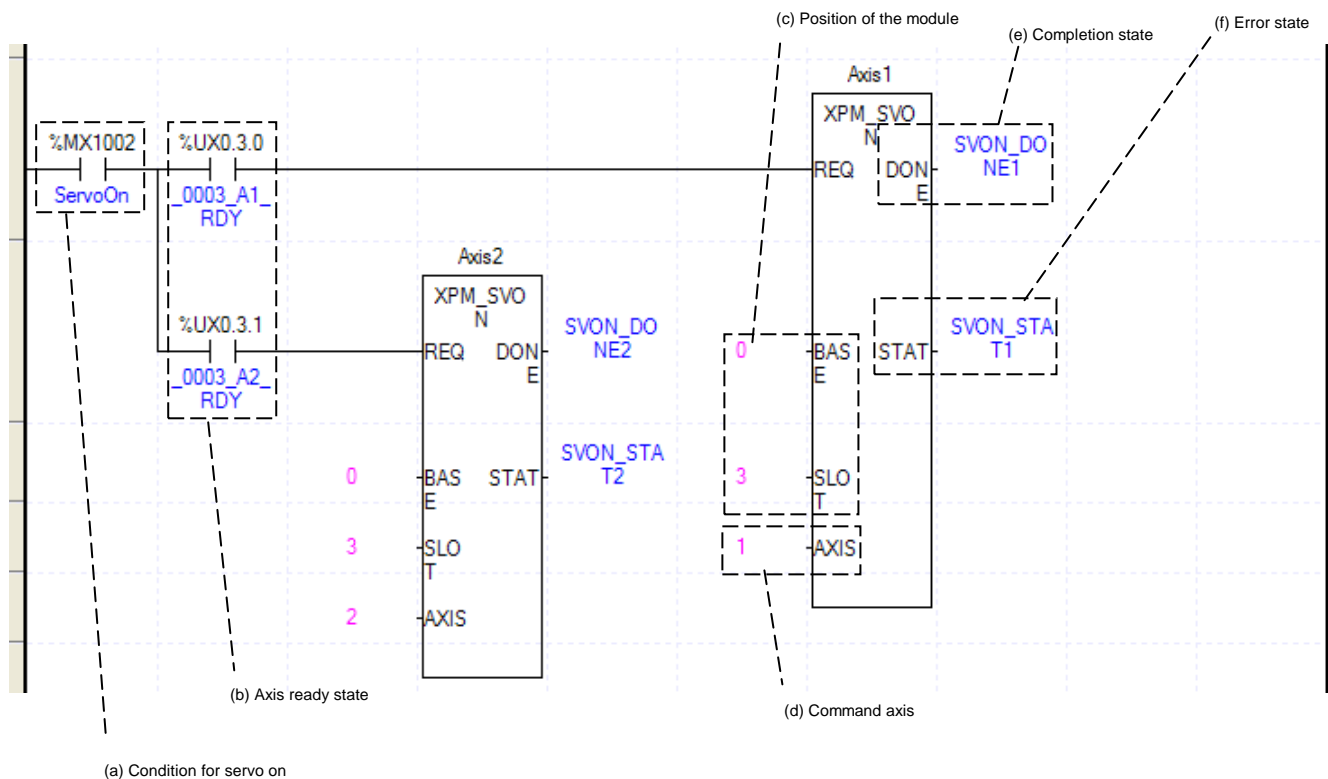 (c) Position of the module
(f) Error state
(e) Completion state
Axis1
%MX1002
%UX0.3.0
XPM_SVO
N
SVON_DO
NE1
REQ
DON
E
ServoOn
_0003_A1_
RDY
Axis2
XPM_SVO
N
%UX0.3.1
SVON_DO
NE2
SVON_STA
T1
REQ
DON
E
0
BAS
E
STAT
_0003_A2_
RDY
SVON_STA
T2
0
BAS
E
STAT
3
SLO
T
3
SLO
T
1
AXIS
2
AXIS
(b) Axis ready state
(d) Command axis
(a) Condition for servo on